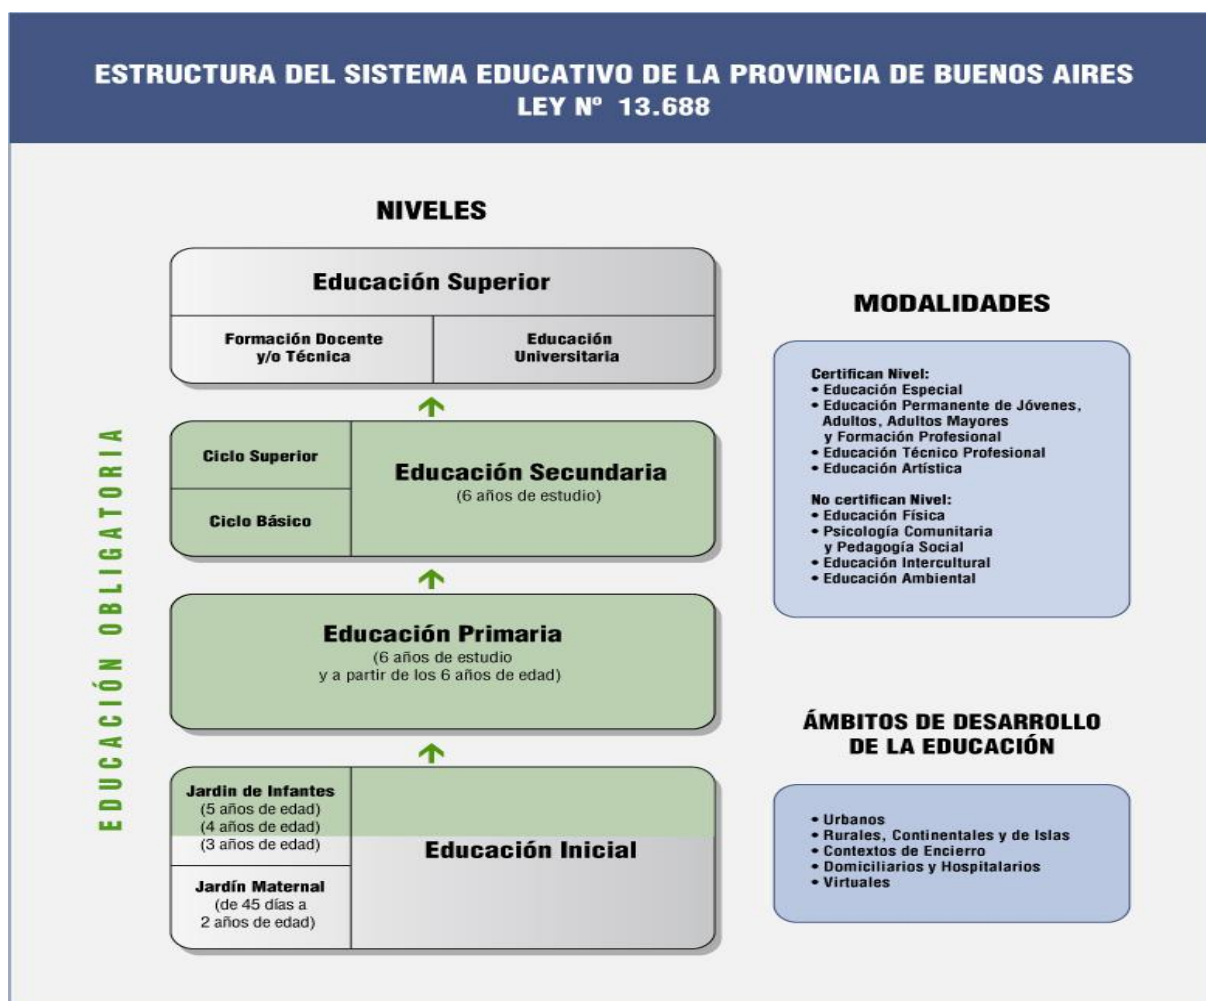 ESTRUCTURA DEL SISTEMA EDUCATIVO DE LA PROVINCIA DE BUENOS AIRES
LEY Nº 13.688
NIVELES
Educación Superior
Formación Docente
y/o Técnica
Educación
Universitaria
EDUCACIÓN OBLIGATORIA
Ciclo Superior
Ciclo Básico
Educación Secundaria
(6 años de estudio)
Educación Primaria
(6 años de estudio
y a partir de los 6 años de edad)
Jardin de Infantes
(5 años de edad)
(4 años de edad)
(3 años de edad)
Jardín Maternal
(de 45 días a
2 años de edad)
Educación Inicial
MODALIDADES
Certifican Nivel:
• Educación Especial
• Educación Permanente de Jóvenes,
Adultos, Adultos Mayores
y Formación Profesional
• Educación Técnico Profesional
• Educación Artística
No certifican Nivel:
• Educación Física
• Psicología Comunitaria
y Pedagogía Social
• Educación Intercultural
• Educación Ambiental
ÁMBITOS DE DESARROLLO
DE LA EDUCACIÓN
• Urbanos
• Rurales, Continentales y de Islas
• Contextos de Encierro
• Domiciliarios y Hospitalarios
• Virtuales